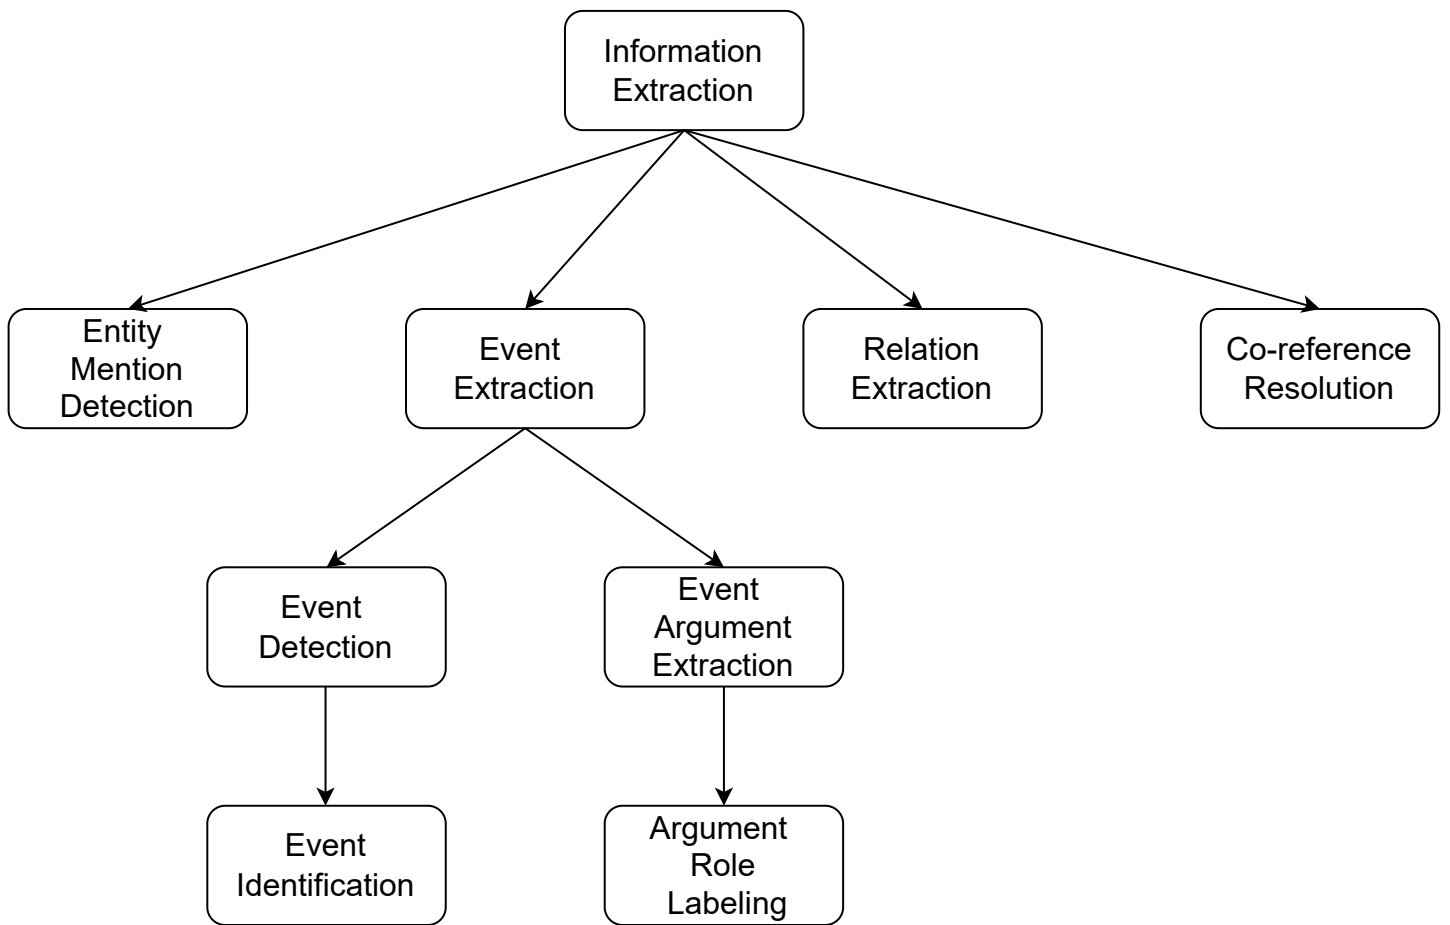 Information
Extraction
Entity
Mention
Detection
Event
Extraction
Relation
Extraction
Co-reference
Resolution
Event
Detection
Event
Argument
Extraction
Event
Identification
Argument
Role
Labeling